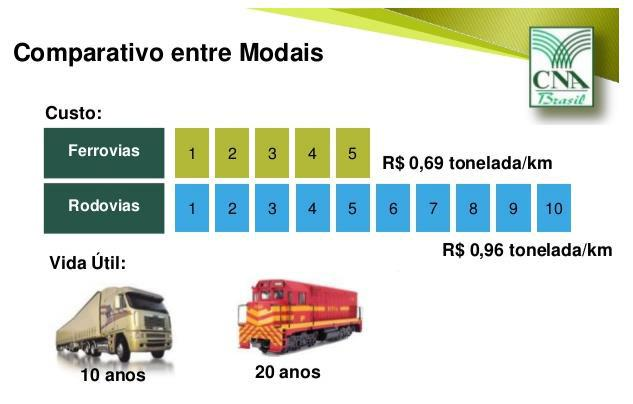 Comparativo entre Modais
CNA
Brasil
Custo:
Ferrovias 1 2 3 4 5
R$ 0,69 tonelada/km
Rodovias 1 2 3 4 5 6 7 8 9 10
R$ 0,96 tonelada/km
Vida Útil:
10 anos
20 anos